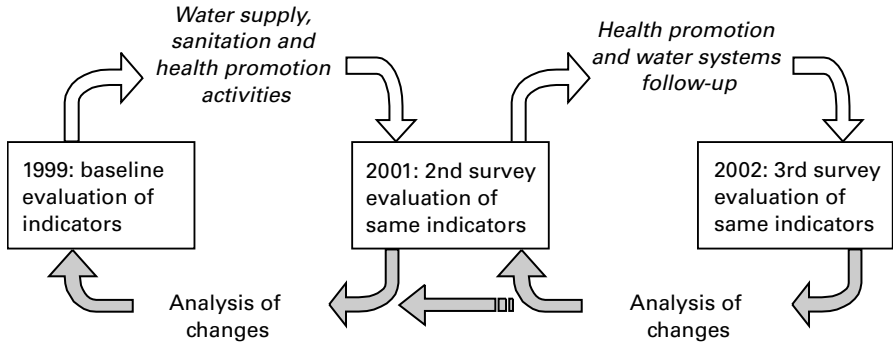 Water supply,
sanitation and
health promotion
activities
Health promotion
and water systems
follow-up
1999: baseline
evaluation of
indicators
2001: 2nd survey
evaluation of
same indicators
2002: 3rd survey
evaluation of
same indicators
Analysis of
changes
Analysis of
changes